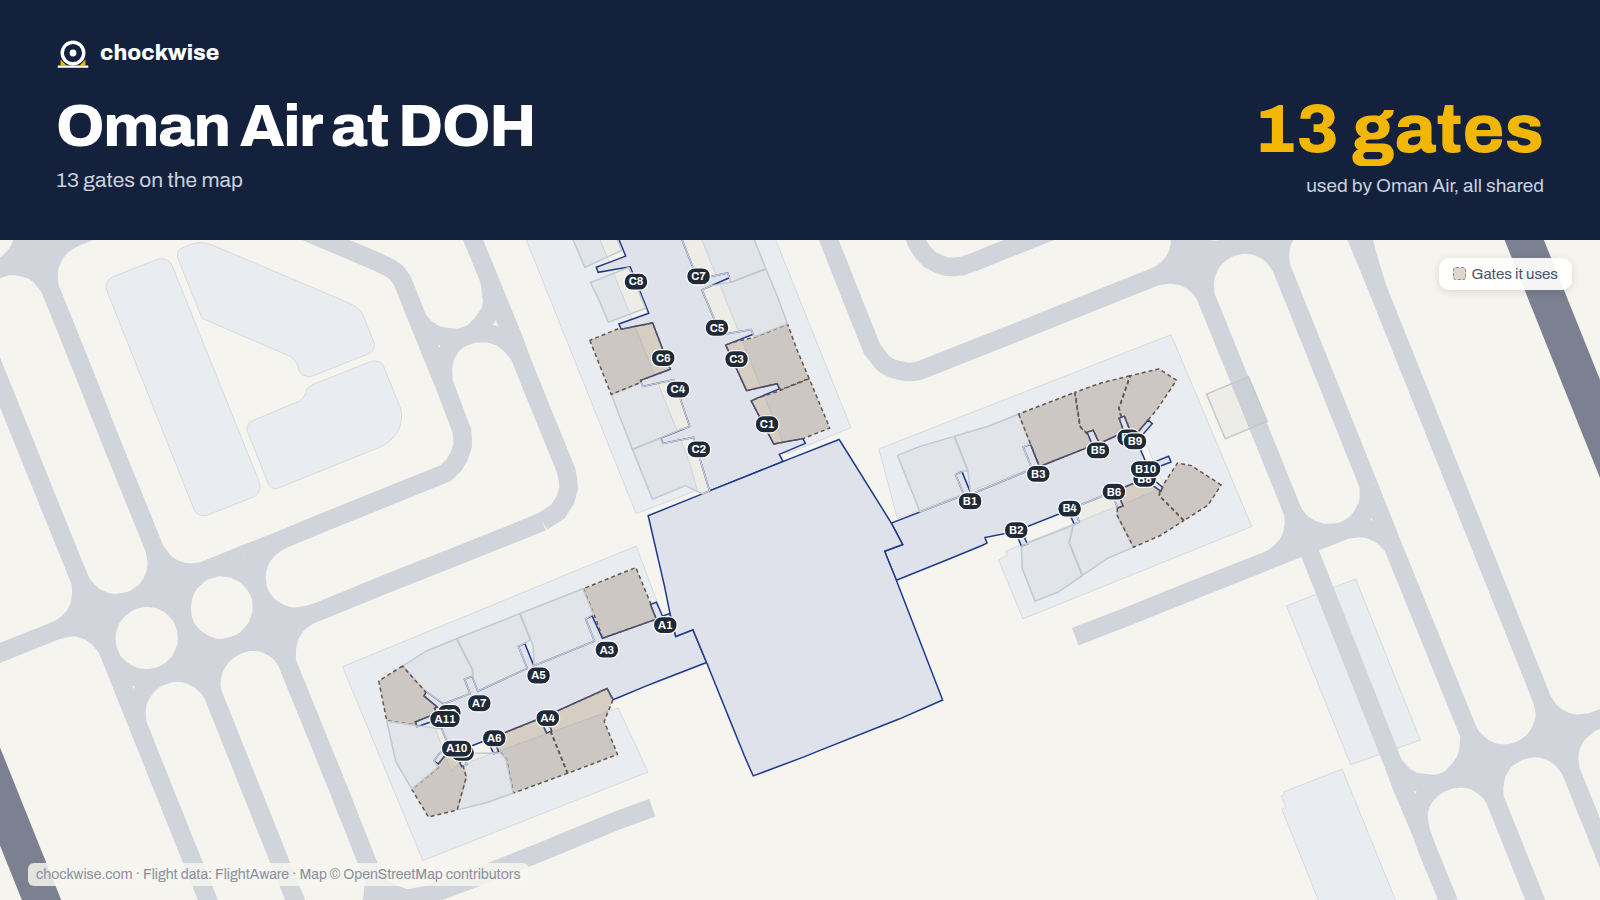 chockwise
Oman Air at DOH
13 gates on the map
13 gates
used by Oman Air, all shared
Gates it uses
C8
C7
C5
C6
C3
C4
C1
C2
B9
B5
B3
B10
B8
B6
B1
B4
B2
A1
A3
A5
A7
A11
A4
A6
A10
chockwise.com · Flight data: FlightAware · Map © OpenStreetMap contributors